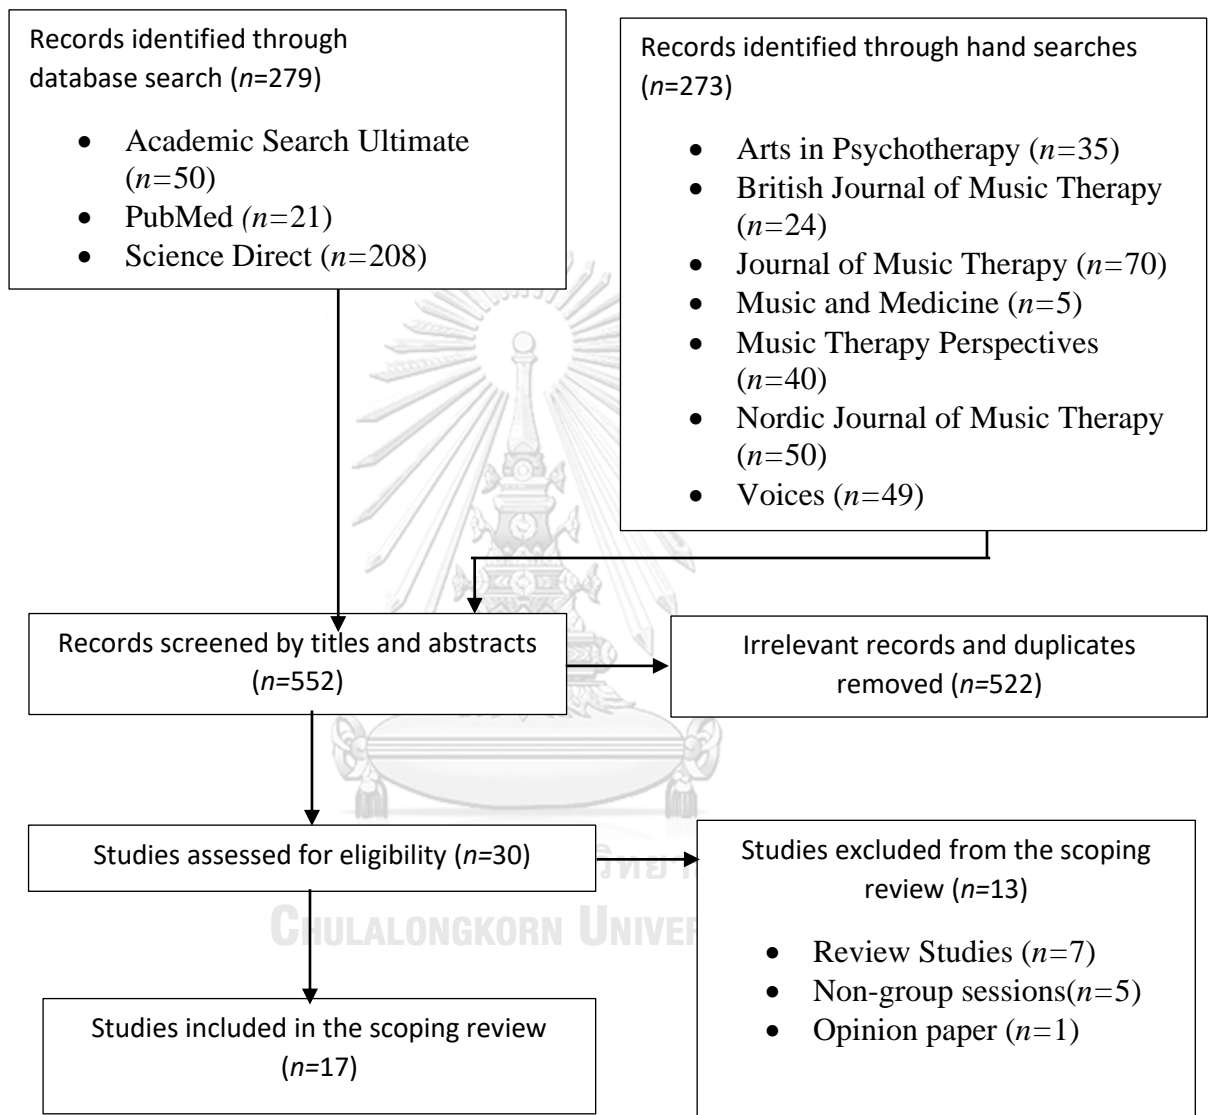 Records identified through
database search (n=279)
• Academic Search Ultimate
(n=50)
• PubMed (n=21)
• Science Direct (n=208)
Records identified through hand searches
(n=273)
• Arts in Psychotherapy (n=35)
• British Journal of Music Therapy
(n=24)
• Journal of Music Therapy (n=70)
• Music and Medicine (n=5)
• Music Therapy Perspectives
(n=40)
• Nordic Journal of Music Therapy
(n=50)
• Voices (n=49)
Records screened by titles and abstracts
(n=552)
Irrelevant records and duplicates
removed (n=522)
Studies assessed for eligibility (n=30)
Studies excluded from the scoping
review (n=13)
• Review Studies (n=7)
• Non-group sessions(n=5)
• Opinion paper (n=1)
CHULALONGKORN UNIVER
Studies included in the scoping review
(n=17)